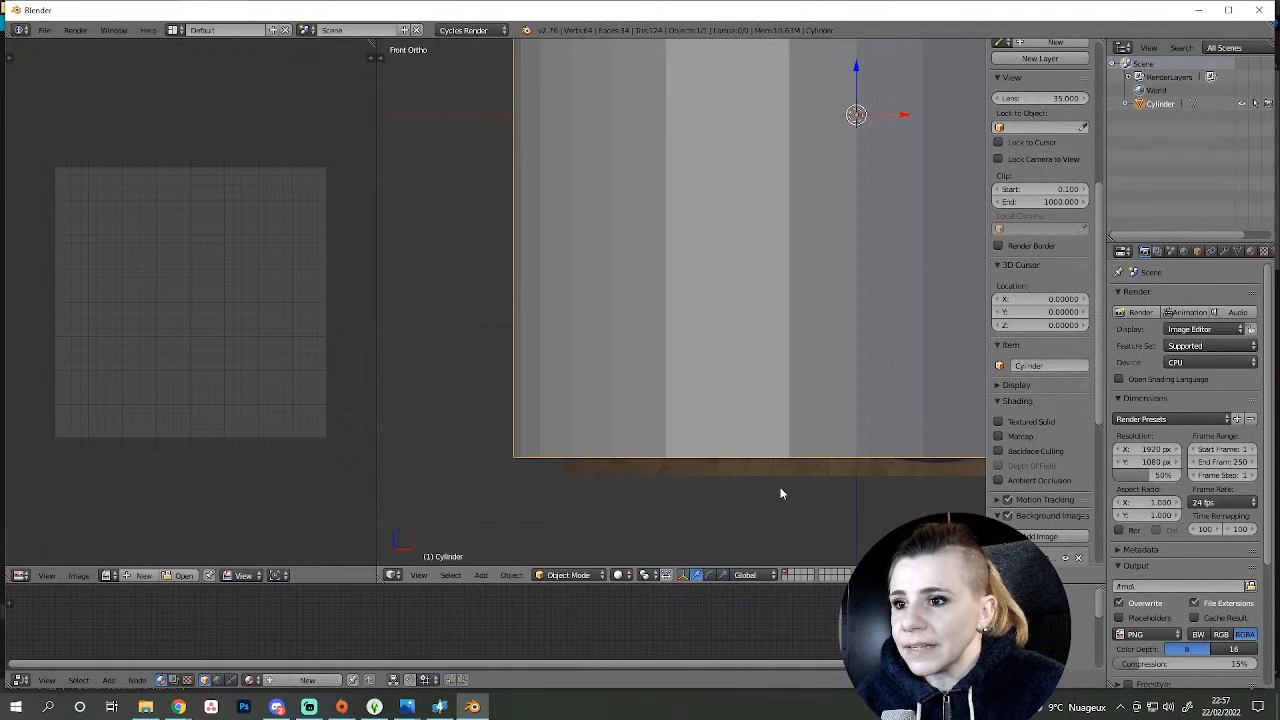 Blender
File Render Window Help Default Scene Cycles Render v2.76 | Verts:64 | Faces:34 | Tris:124 | Objects:1/1 | Lamps:0/0 | Mem:10.63M | Cylinder
Front Ortho
(1) Cylinder
Image New Open View
View Select Add Object Object Mode Global
View Select Add Node New
New
New Layer
View
Lens: 35.000
Lock to Object:
Lock to Cursor
Lock Camera to View
Clip:
Start: 0.100
End: 1000.000
Local Camera:
Render Border
3D Cursor
Location:
X: 0.00000
Y: 0.00000
Z: 0.00000
Item
Cylinder
Display
Shading
Textured Solid
Matcap
Backface Culling
Depth Of Field
Ambient Occlusion
Motion Tracking
Background Images
Add Image
View Search All Scenes
Scene
RenderLayers
World
Cylinder
Scene
Render
Render Animation Audio
Display: Image Editor
Feature Set: Supported
Device: CPU
Open Shading Language
Dimensions
Render Presets
Resolution: Frame Range:
X: 1920 px Start Frame: 1
Y: 1080 px End Fram: 250
50% Frame Step: 1
Aspect Ratio: Frame Rate:
X: 1.000 24 fps
Y: 1.000 Time Remapping:
Bor 100 100
Metadata
Output
/tmp\
Overwrite File Extensions
Placeholders Cache Result
PNG BW RGB RGBA
Color Depth: 8 16
Compression: 15%
Freestyle
9°C Nuageux
22:57
22/02/2022